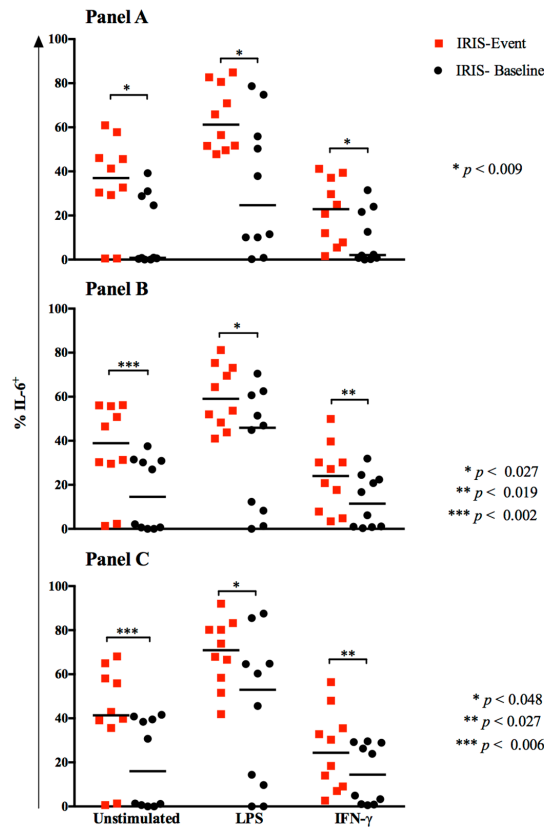 Panel A
IRIS-Event
IRIS- Baseline
100
80
60
40
20
0
*
*
*
* p < 0.009
Panel B
% IL-6+
100
80
60
40
20
0
***
*
**
* p < 0.027
** p < 0.019
*** p < 0.002
Panel C
100
80
60
40
20
0
***
*
**
* p < 0.048
** p < 0.027
*** p < 0.006
Unstimulated LPS IFN-γ